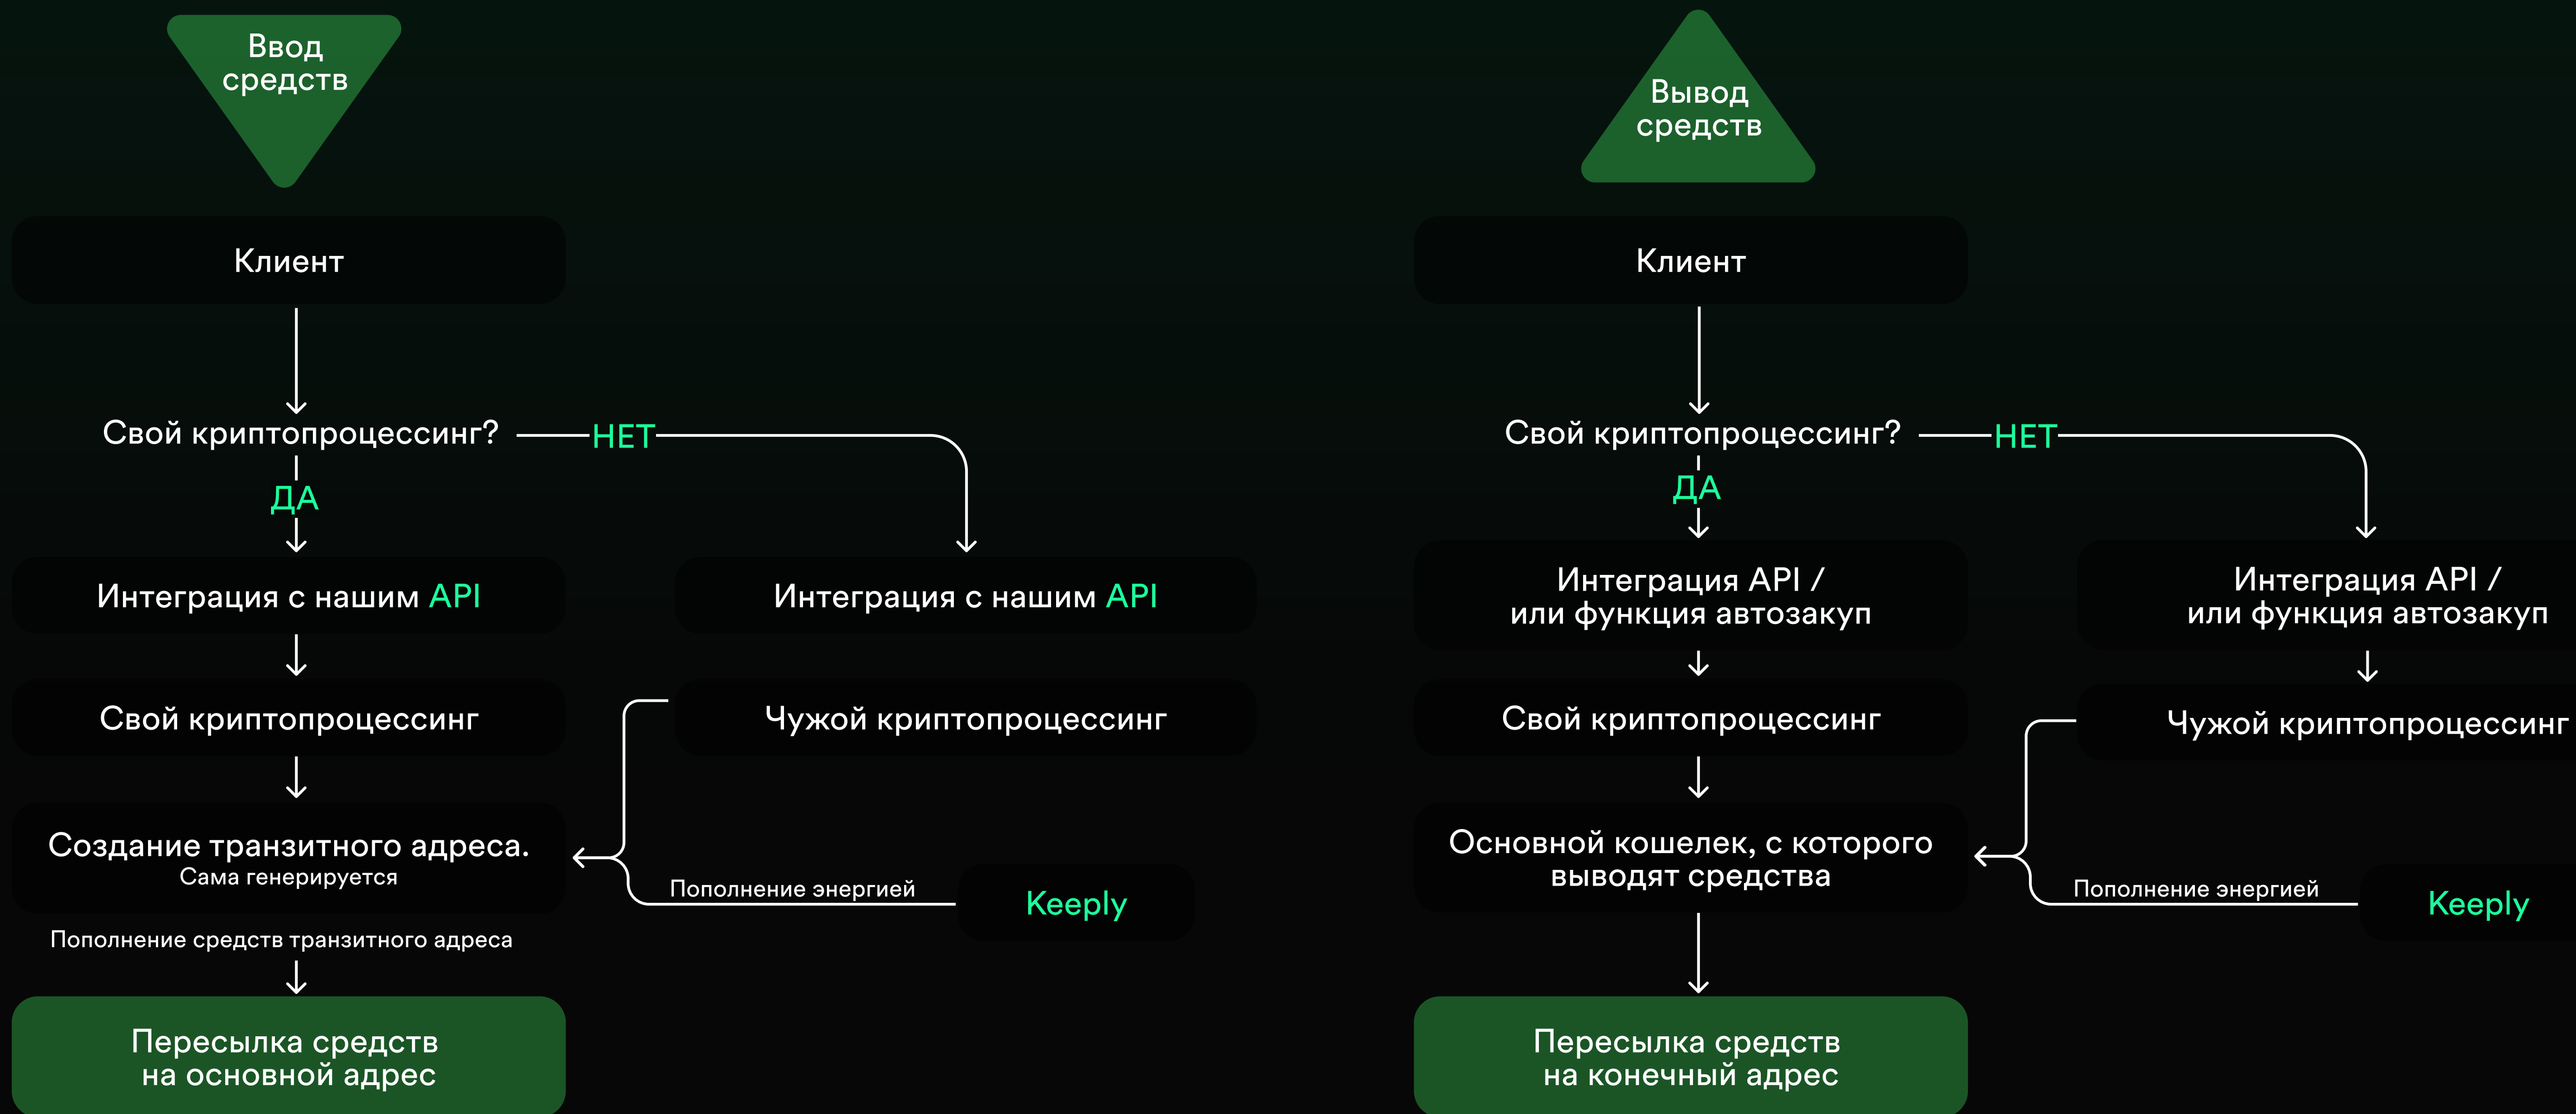 Ввод
средств
Клиент
Свой криптопроцессинг?
НЕТ
ДА
Интеграция с нашим API
Интеграция с нашим API
Свой криптопроцессинг
Чужой криптопроцессинг
Создание транзитного адреса.
Сама генерируется
Пополнение энергией
Keeply
Пополнение средств транзитного адреса
Пересылка средств
на основной адрес
Вывод
средств
Клиент
Свой криптопроцессинг?
НЕТ
ДА
Интеграция API /
или функция автозакуп
Интеграция API /
или функция автозакуп
Свой криптопроцессинг
Чужой криптопроцессинг
Основной кошелек, с которого
выводят средства
Пополнение энергией
Keeply
Пересылка средств
на конечный адрес